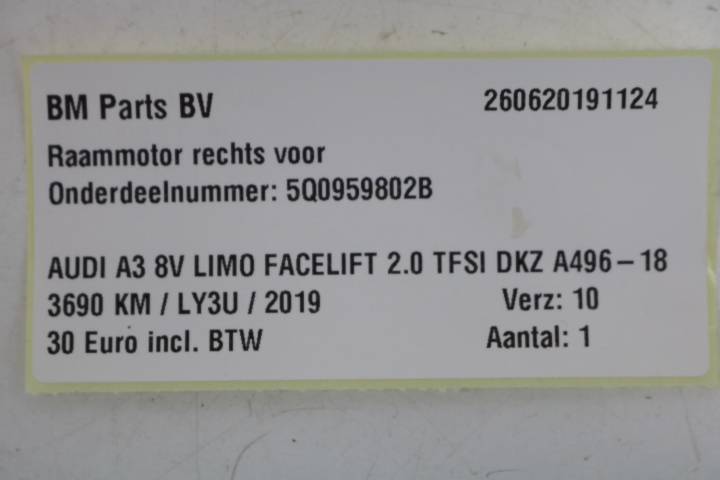 BM Parts BV 260620191124
Raammotor rechts voor
Onderdeelnummer: 5Q0959802B
AUDI A3 8V LIMO FACELIFT 2.0 TFSI DKZ A496-18
3690 KM / LY3U / 2019 Verz: 10
30 Euro incl. BTW Aantal: 1